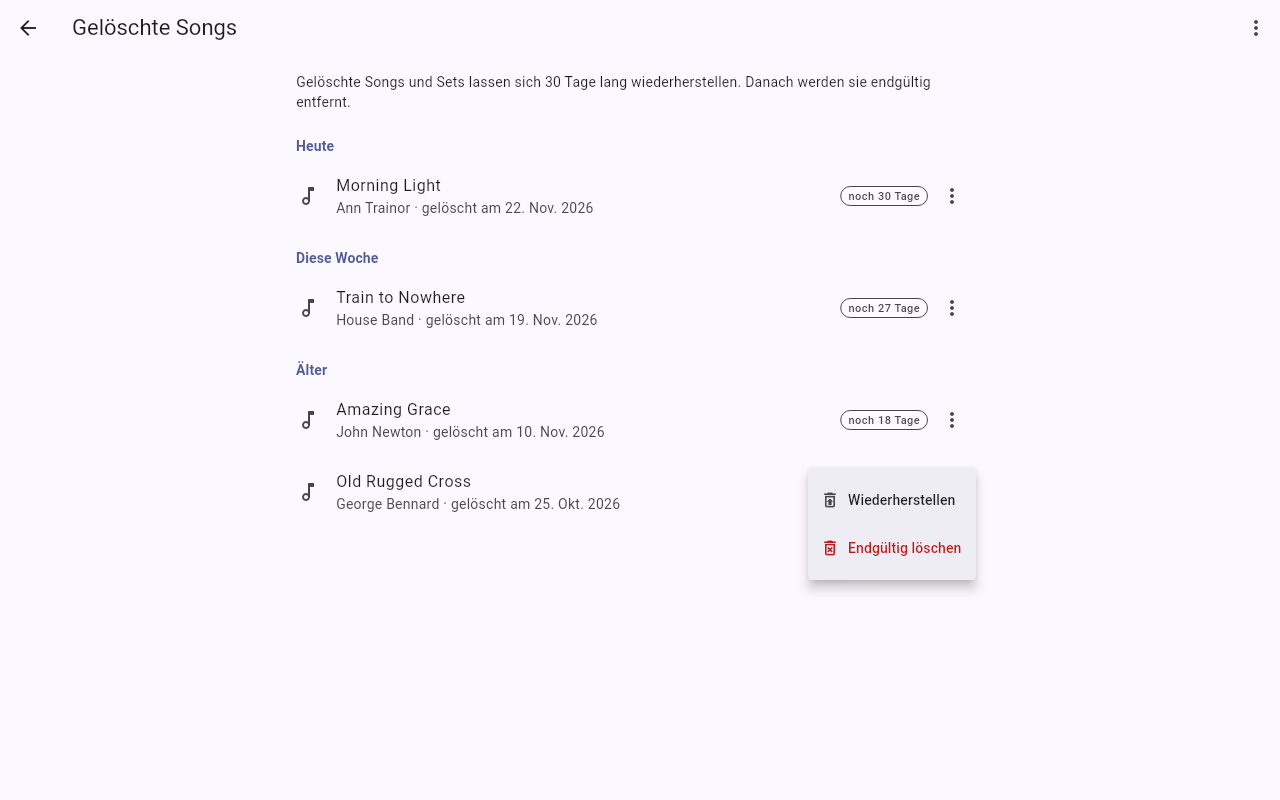 Gelöschte Songs
Gelöschte Songs und Sets lassen sich 30 Tage lang wiederherstellen. Danach werden sie endgültig
entfernt.
Heute
Morning Light
Ann Trainor · gelöscht am 22. Nov. 2026
noch 30 Tage
Diese Woche
Train to Nowhere
House Band · gelöscht am 19. Nov. 2026
noch 27 Tage
Älter
Amazing Grace
John Newton · gelöscht am 10. Nov. 2026
noch 18 Tage
Old Rugged Cross
George Bennard · gelöscht am 25. Okt. 2026
Wiederherstellen
Endgültig löschen